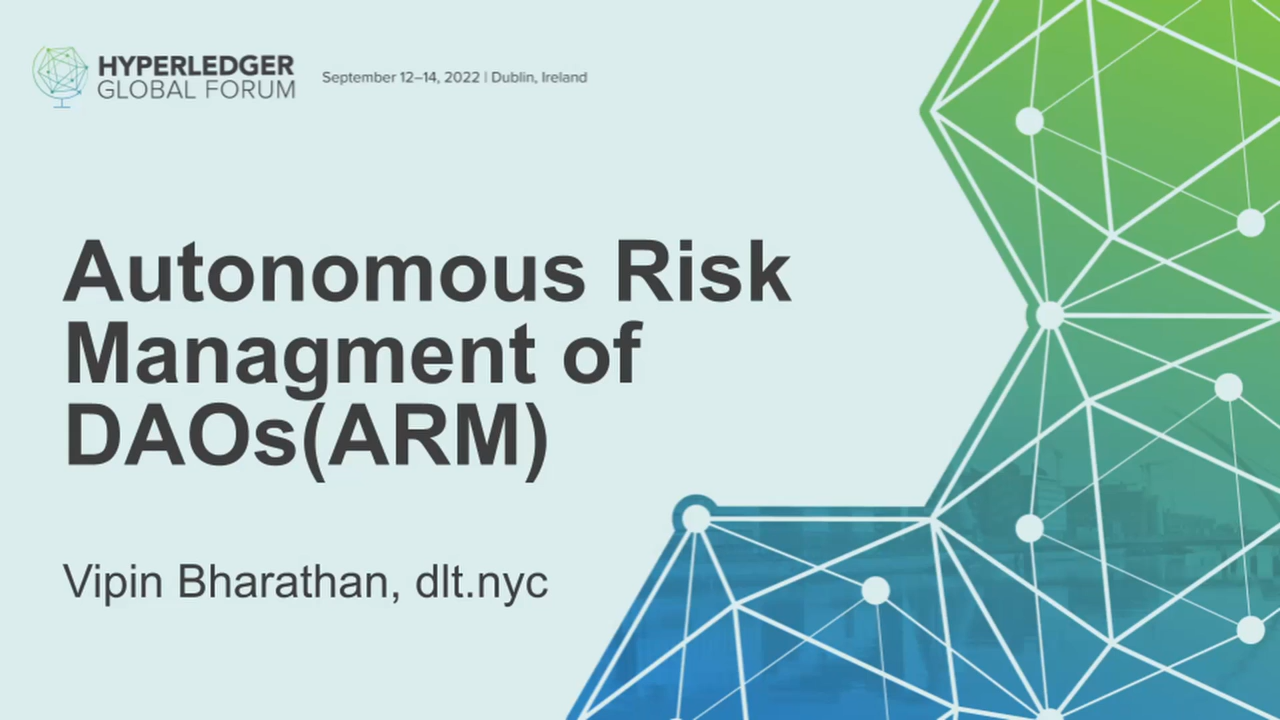 HYPERLEDGER
GLOBAL FORUM
September 12–14, 2022 | Dublin, Ireland
Autonomous Risk
Managment of
DAOs(ARM)
Vipin Bharathan, dlt.nyc